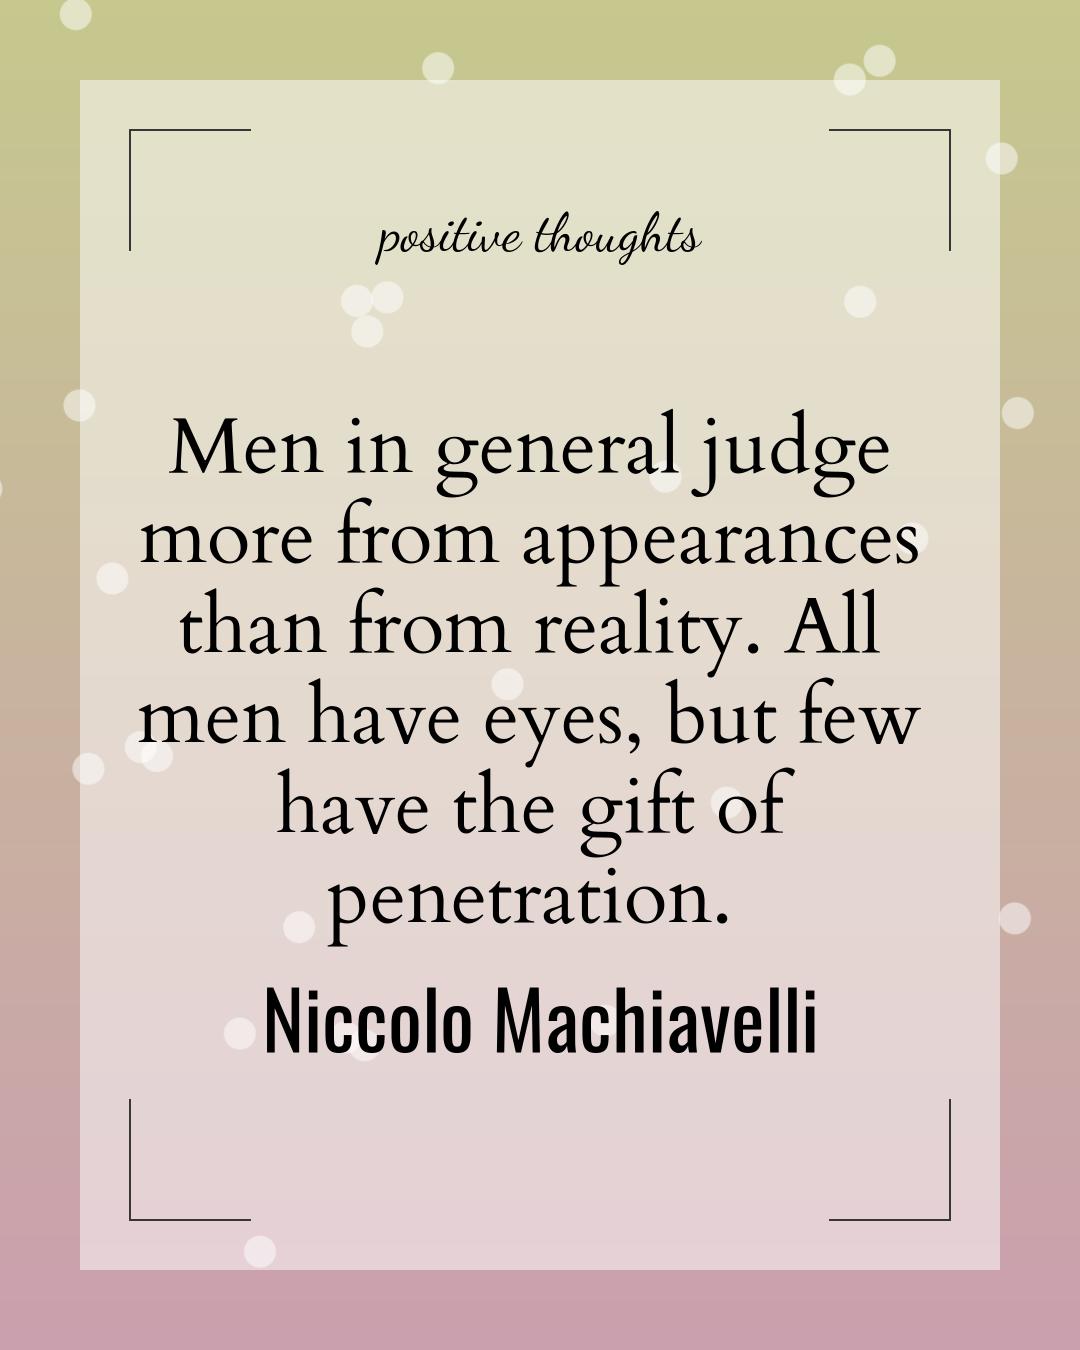 positive thoughts
Men in general judge
more from appearances
than from reality. All
men have eyes, but few
have the gift of
penetration.
Niccolo Machiavelli